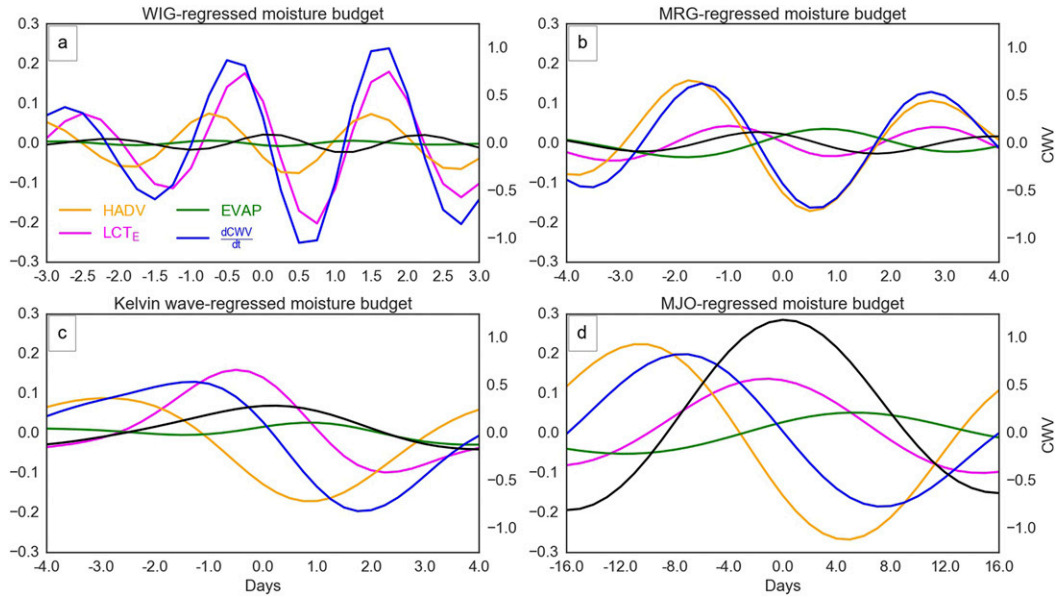 WIG-regressed moisture budget
a
0.3
0.2
0.1
0.0
−0.1
−0.2
−0.3
1.0
0.5
0.0
−0.5
−1.0
HADV
EVAP
LCT_E
dCWV
dt
-3.0 -2.5 -2.0 -1.5 -1.0 -0.5 0.0 0.5 1.0 1.5 2.0 2.5 3.0
MRG-regressed moisture budget
b
0.3
0.2
0.1
0.0
−0.1
−0.2
−0.3
1.0
0.5
0.0
−0.5
−1.0
CWV
-4.0 -3.0 -2.0 -1.0 0.0 1.0 2.0 3.0 4.0
Kelvin wave-regressed moisture budget
c
0.3
0.2
0.1
0.0
−0.1
−0.2
−0.3
1.0
0.5
0.0
−0.5
−1.0
-4.0 -3.0 -2.0 -1.0 0.0 1.0 2.0 3.0 4.0
Days
MJO-regressed moisture budget
d
0.3
0.2
0.1
0.0
−0.1
−0.2
−0.3
1.0
0.5
0.0
−0.5
−1.0
CWV
-16.0 -12.0 -8.0 -4.0 0.0 4.0 8.0 12.0 16.0
Days